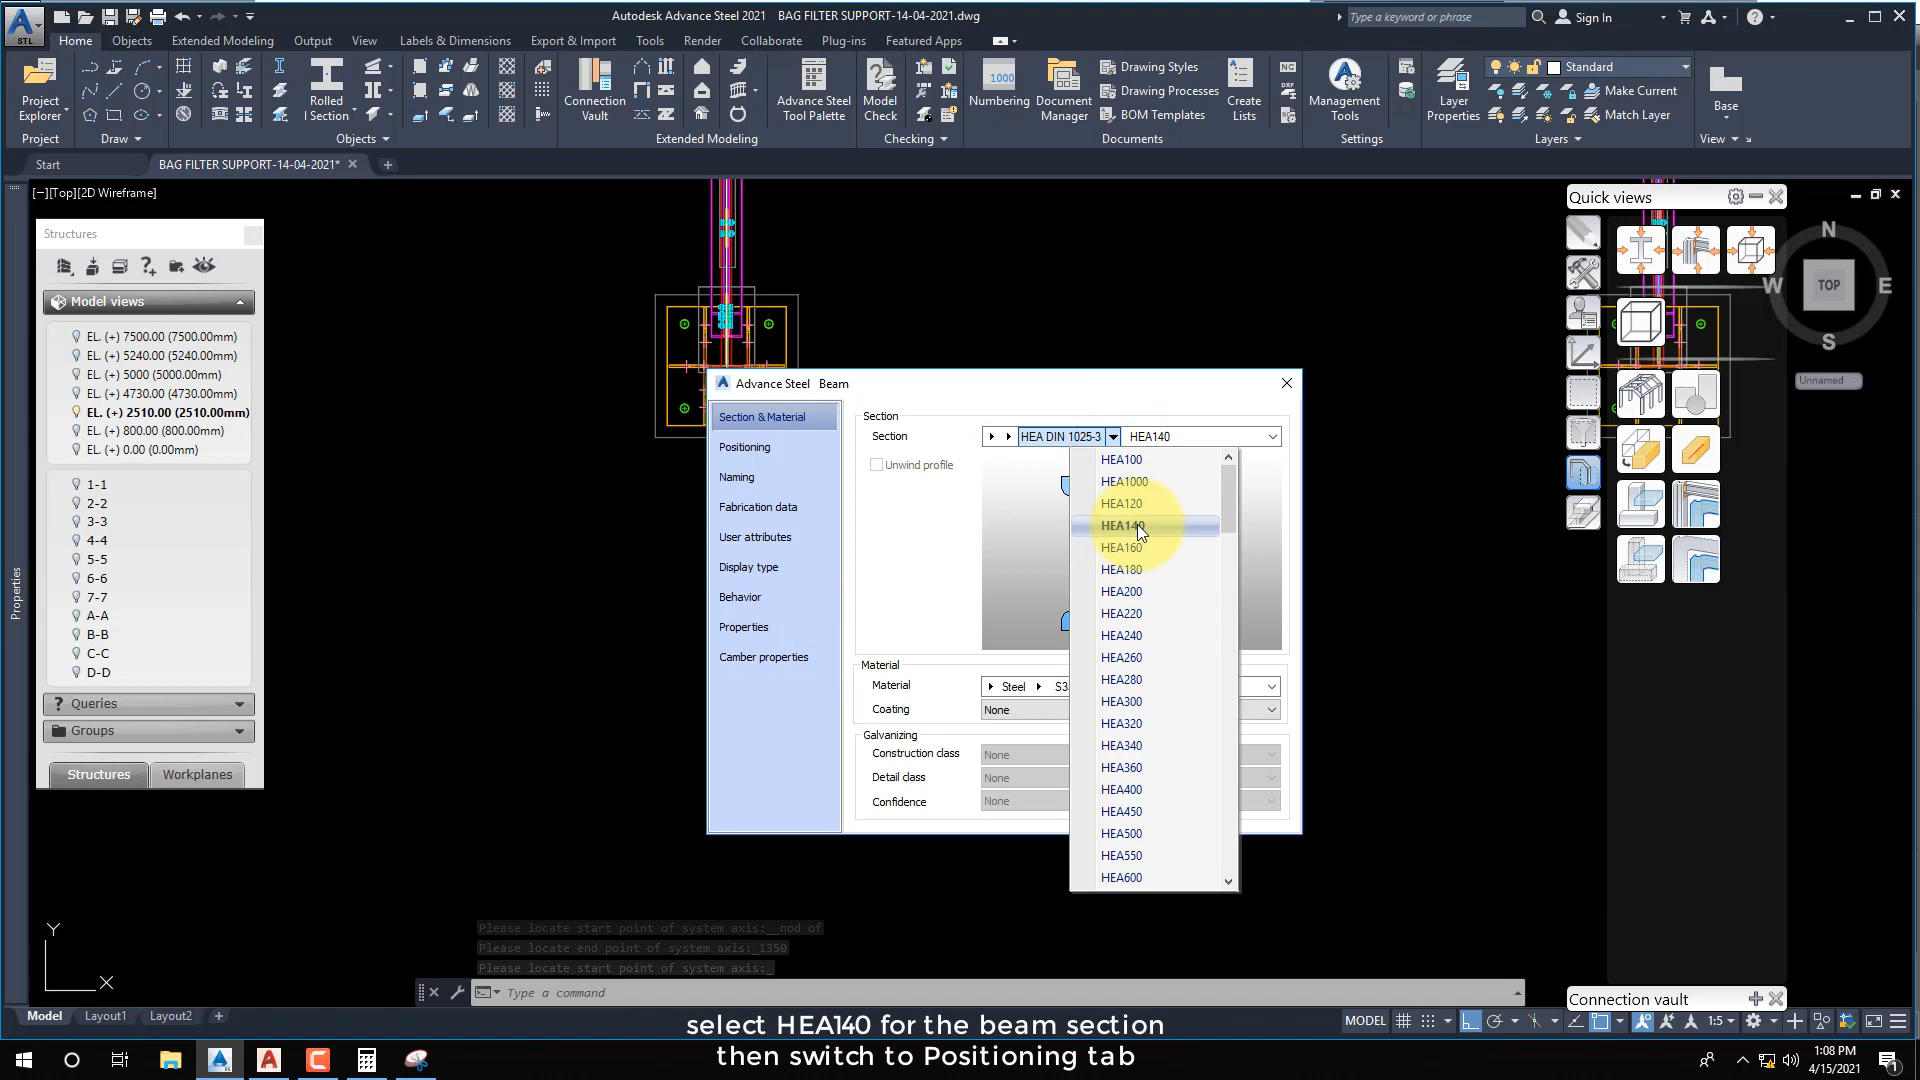 Autodesk Advance Steel 2021 BAG FILTER SUPPORT-14-04-2021.dwg
Type a keyword or phrase
Sign In
STL
Home Objects Extended Modeling Output View Labels & Dimensions Export & Import Tools Render Collaborate Plug-ins Featured Apps
Project Explorer
Rolled I Section
Connection Vault
Advance Steel Tool Palette
Model Check
1000
Numbering
Document Manager
Drawing Styles
Drawing Processes
BOM Templates
Create Lists
NC
DXF
Management Tools
Layer Properties
Standard
Make Current
Match Layer
Base
Project Draw Objects Extended Modeling Checking Documents Settings Layers View
Start BAG FILTER SUPPORT-14-04-2021*
[−][Top][2D Wireframe]
Structures
Model views
EL. (+) 7500.00 (7500.00mm)
EL. (+) 5240.00 (5240.00mm)
EL. (+) 5000 (5000.00mm)
EL. (+) 4730.00 (4730.00mm)
EL. (+) 2510.00 (2510.00mm)
EL. (+) 800.00 (800.00mm)
EL. (+) 0.00 (0.00mm)
1-1
2-2
3-3
4-4
5-5
6-6
7-7
A-A
B-B
C-C
D-D
Queries
Groups
Structures Workplanes
Properties
Advance Steel Beam
Section & Material
Positioning
Naming
Fabrication data
User attributes
Display type
Behavior
Properties
Camber properties
Section
Section HEA DIN 1025-3 HEA140
Unwind profile
HEA100
HEA1000
HEA120
HEA140
HEA160
HEA180
HEA200
HEA220
HEA240
HEA260
HEA280
HEA300
HEA320
HEA340
HEA360
HEA400
HEA450
HEA500
HEA550
HEA600
Material
Material Steel
Coating None
Galvanizing
Construction class None
Detail class None
Confidence None
Quick views
N
W TOP E
S
Unnamed
Y
X
Please locate start point of system axis:__nod of
Please locate end point of system axis:_1350
Please locate start point of system axis:_
Type a command
Connection vault
Model Layout1 Layout2
MODEL
1:5
select HEA140 for the beam section
then switch to Positioning tab
1:08 PM
4/15/2021
1